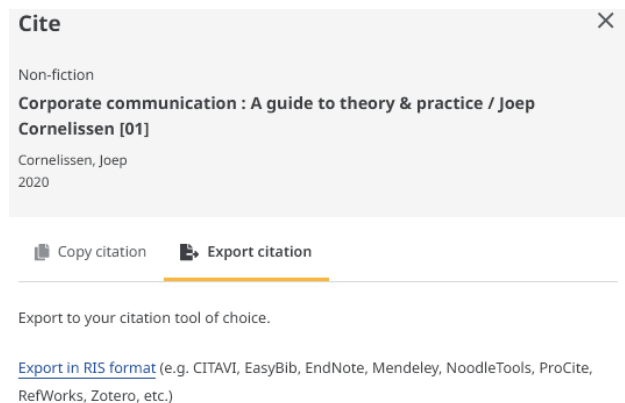 Cite
Non-fiction
Corporate communication : A guide to theory & practice / Joep
Cornelissen [01]
Cornelissen, Joep
2020
Copy citation Export citation
Export to your citation tool of choice.
Export in RIS format (e.g. CITAVI, EasyBib, EndNote, Mendeley, NoodleTools, ProCite,
RefWorks, Zotero, etc.)